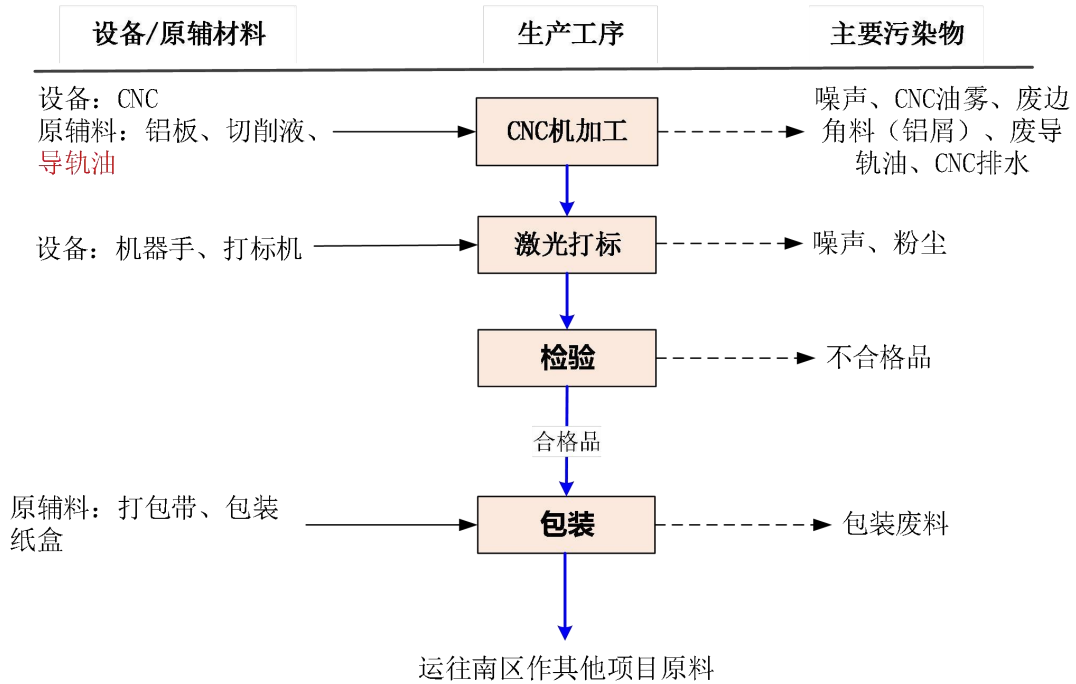 设备/原辅材料
生产工序
主要污染物
设备：CNC
原辅料：铝板、切削液、
导轨油
CNC机加工
噪声、CNC油雾、废边
角料（铝屑）、废导
轨油、CNC排水
设备：机器手、打标机
激光打标
噪声、粉尘
检验
不合格品
合格品
原辅料：打包带、包装
纸盒
包装
包装废料
运往南区作其他项目原料